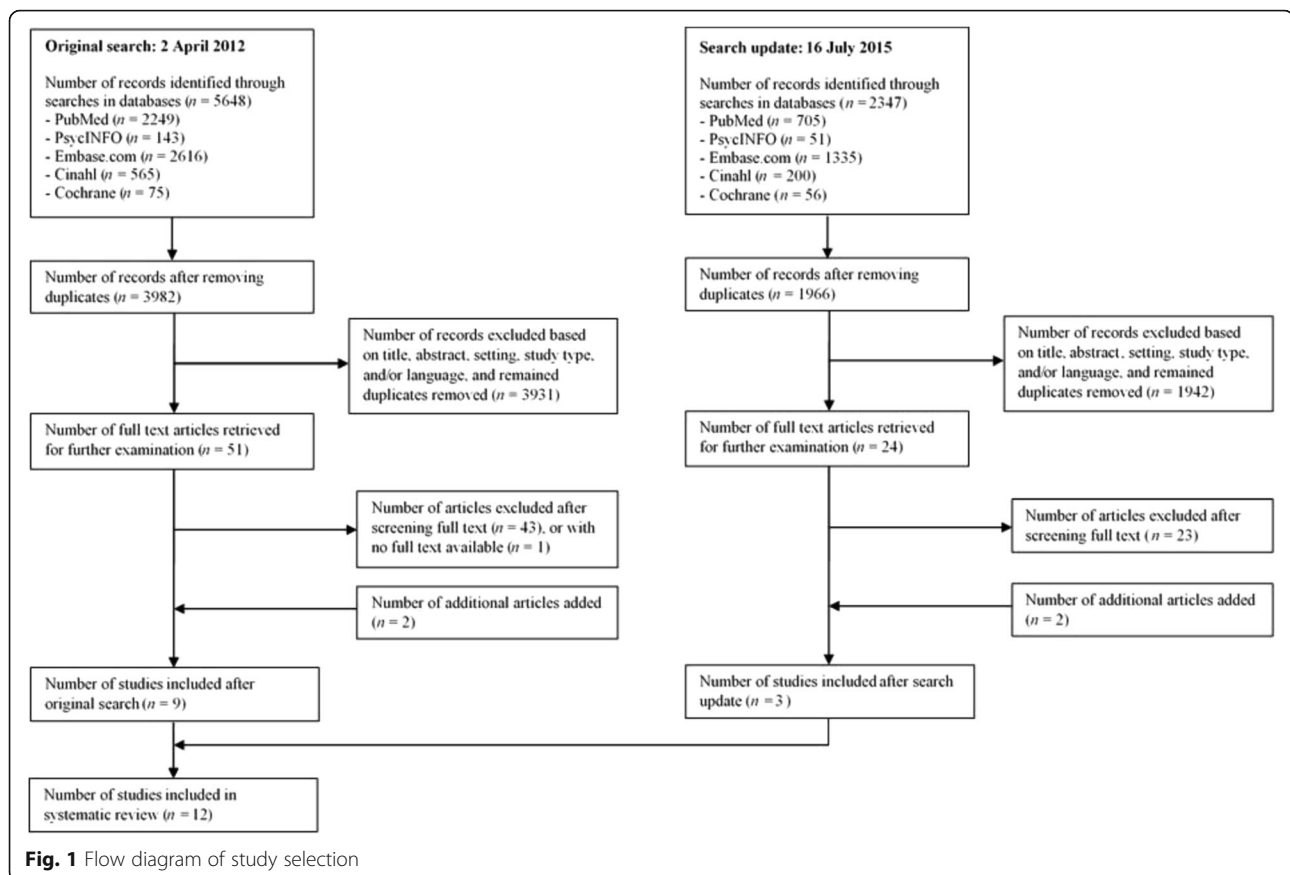 Original search: 2 April 2012
Number of records identified through
searches in databases (n = 5648)
- PubMed (n = 2249)
- PsycINFO (n = 143)
- Embase.com (n = 2616)
- Cinahl (n = 565)
- Cochrane (n = 75)
Number of records after removing
duplicates (n = 3982)
Number of records excluded based
on title, abstract, setting, study type,
and/or language, and remained
duplicates removed (n = 3931)
Number of full text articles retrieved
for further examination (n = 51)
Number of articles excluded after
screening full text (n = 43), or with
no full text available (n = 1)
Number of additional articles added
(n = 2)
Number of studies included after
original search (n = 9)
Number of studies included in
systematic review (n = 12)
Search update: 16 July 2015
Number of records identified through
searches in databases (n = 2347)
- PubMed (n = 705)
- PsycINFO (n = 51)
- Embase.com (n = 1335)
- Cinahl (n = 200)
- Cochrane (n = 56)
Number of records after removing
duplicates (n = 1966)
Number of records excluded based
on title, abstract, setting, study type,
and/or language, and remained
duplicates removed (n = 1942)
Number of full text articles retrieved
for further examination (n = 24)
Number of articles excluded after
screening full text (n = 23)
Number of additional articles added
(n = 2)
Number of studies included after search
update (n = 3)
Fig. 1 Flow diagram of study selection